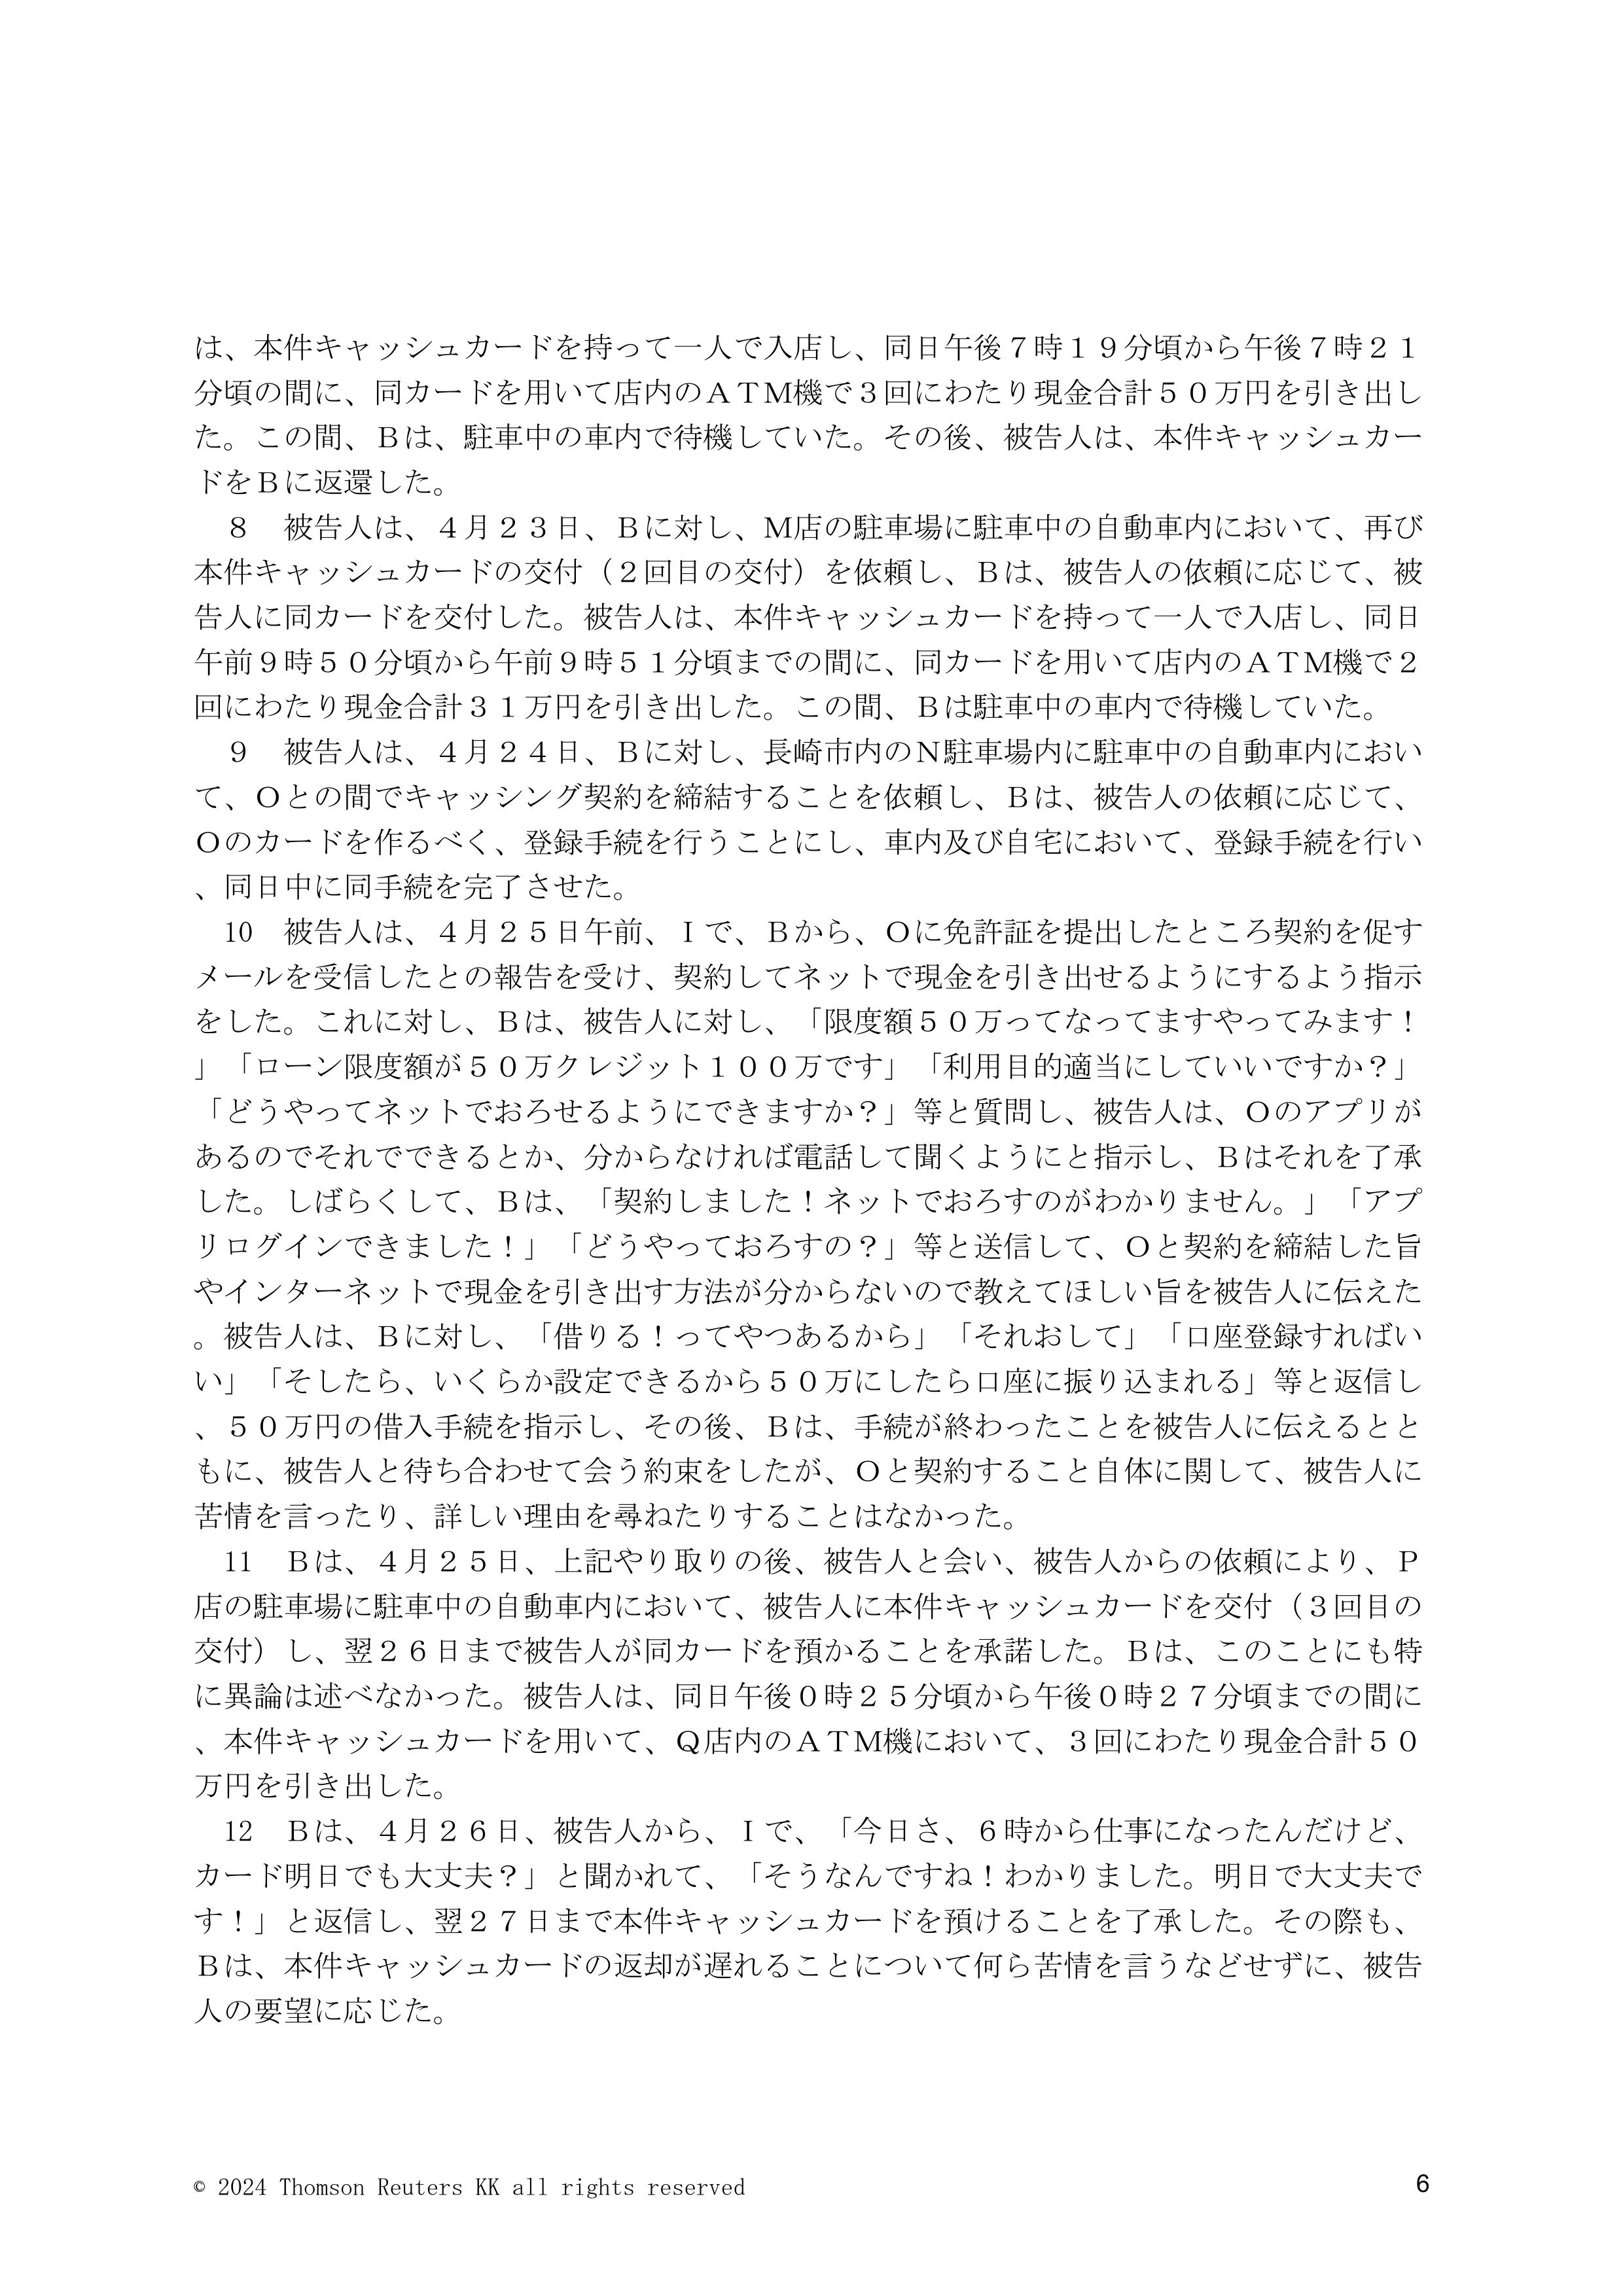 は、本件キャッシュカードを持って一人で入店し、同日午後７時１９分頃から午後７時２１
分頃の間に、同カードを用いて店内のＡＴＭ機で３回にわたり現金合計５０万円を引き出し
た。この間、Ｂは、駐車中の車内で待機していた。その後、被告人は、本件キャッシュカー
ドをＢに返還した。
　８　被告人は、４月２３日、Ｂに対し、Ｍ店の駐車場に駐車中の自動車内において、再び
本件キャッシュカードの交付（２回目の交付）を依頼し、Ｂは、被告人の依頼に応じて、被
告人に同カードを交付した。被告人は、本件キャッシュカードを持って一人で入店し、同日
午前９時５０分頃から午前９時５１分頃までの間に、同カードを用いて店内のＡＴＭ機で２
回にわたり現金合計３１万円を引き出した。この間、Ｂは駐車中の車内で待機していた。
　９　被告人は、４月２４日、Ｂに対し、長崎市内のＮ駐車場内に駐車中の自動車内におい
て、Ｏとの間でキャッシング契約を締結することを依頼し、Ｂは、被告人の依頼に応じて、
Ｏのカードを作るべく、登録手続を行うことにし、車内及び自宅において、登録手続を行い
、同日中に同手続を完了させた。
　10　被告人は、４月２５日午前、Ｉで、Ｂから、Ｏに免許証を提出したところ契約を促す
メールを受信したとの報告を受け、契約してネットで現金を引き出せるようにするよう指示
をした。これに対し、Ｂは、被告人に対し、「限度額５０万ってなってますやってみます！
」「ローン限度額が５０万クレジット１００万です」「利用目的適当にしていいですか？」
「どうやってネットでおろせるようにできますか？」等と質問し、被告人は、Ｏのアプリが
あるのでそれでできるとか、分からなければ電話して聞くようにと指示し、Ｂはそれを了承
した。しばらくして、Ｂは、「契約しました！ネットでおろすのがわかりません。」「アプ
リログインできました！」「どうやっておろすの？」等と送信して、Ｏと契約を締結した旨
やインターネットで現金を引き出す方法が分からないので教えてほしい旨を被告人に伝えた
。被告人は、Ｂに対し、「借りる！ってやつあるから」「それおして」「口座登録すればい
い」「そしたら、いくらか設定できるから５０万にしたら口座に振り込まれる」等と返信し
、５０万円の借入手続を指示し、その後、Ｂは、手続が終わったことを被告人に伝えるとと
もに、被告人と待ち合わせて会う約束をしたが、Ｏと契約すること自体に関して、被告人に
苦情を言ったり、詳しい理由を尋ねたりすることはなかった。
　11　Ｂは、４月２５日、上記やり取りの後、被告人と会い、被告人からの依頼により、Ｐ
店の駐車場に駐車中の自動車内において、被告人に本件キャッシュカードを交付（３回目の
交付）し、翌２６日まで被告人が同カードを預かることを承諾した。Ｂは、このことにも特
に異論は述べなかった。被告人は、同日午後０時２５分頃から午後０時２７分頃までの間に
、本件キャッシュカードを用いて、Ｑ店内のＡＴＭ機において、３回にわたり現金合計５０
万円を引き出した。
　12　Ｂは、４月２６日、被告人から、Ｉで、「今日さ、６時から仕事になったんだけど、
カード明日でも大丈夫？」と聞かれて、「そうなんですね！わかりました。明日で大丈夫で
す！」と返信し、翌２７日まで本件キャッシュカードを預けることを了承した。その際も、
Ｂは、本件キャッシュカードの返却が遅れることについて何ら苦情を言うなどせずに、被告
人の要望に応じた。
© 2024 Thomson Reuters KK all rights reserved
6